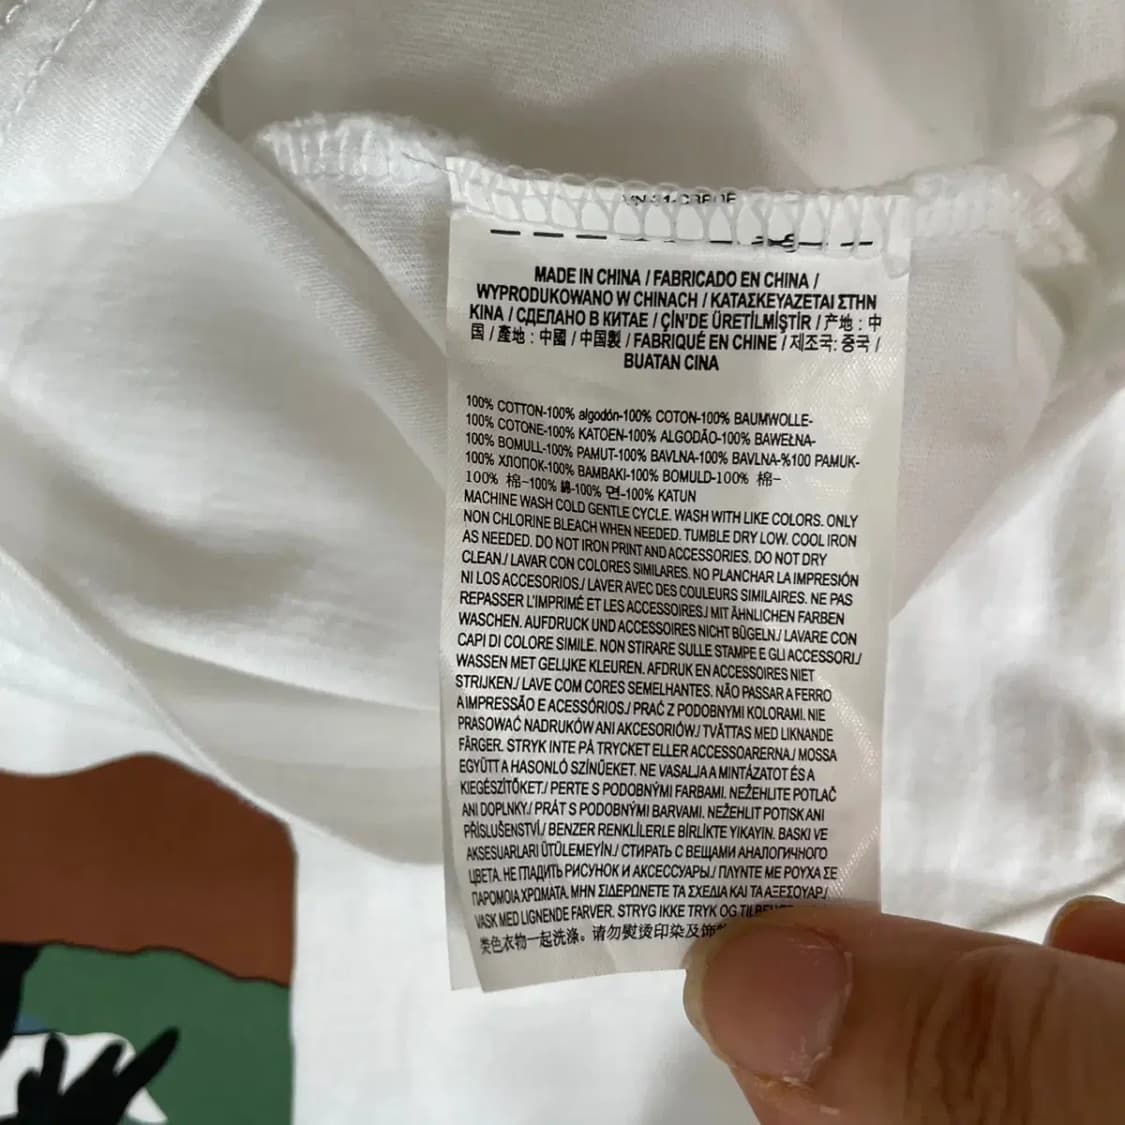 MADE IN CHINA / FABRICADO EN CHINA /
WYPRODUKOWANO W CHINACH / ΚΑΤΑΣΚΕΥΑΖΕΤΑΙ ΣΤΗΝ
ΚΙΝΑ / СДЕЛАНО В КИТАЕ / ÇİN'DE ÜRETİLMİŞTİR / 产地：中
国 / 產地：中國 / 中国製 / FABRIQUÉ EN CHINE / 제조국: 중국 /
BUATAN CINA
100% COTTON-100% algodón-100% COTON-100% BAUMWOLLE-
100% COTONE-100% KATOEN-100% ALGODÃO-100% BAWEŁNA-
100% BOMULL-100% PAMUT-100% BAVLNA-100% BAVLNA-%100 PAMUK-
100% ХЛОПОК-100% ΒΑΜΒΑΚΙ-100% BOMULD-100% 棉-
100% 棉-100% 綿-100% 면-100% KATUN
MACHINE WASH COLD GENTLE CYCLE. WASH WITH LIKE COLORS. ONLY
NON CHLORINE BLEACH WHEN NEEDED. TUMBLE DRY LOW. COOL IRON
AS NEEDED. DO NOT IRON PRINT AND ACCESSORIES. DO NOT DRY
CLEAN./ LAVAR CON COLORES SIMILARES. NO PLANCHAR LA IMPRESIÓN
NI LOS ACCESORIOS./ LAVER AVEC DES COULEURS SIMILAIRES. NE PAS
REPASSER L'IMPRIMÉ ET LES ACCESSOIRES./ MIT ÄHNLICHEN FARBEN
WASCHEN. AUFDRUCK UND ACCESSOIRES NICHT BÜGELN./ LAVARE CON
CAPI DI COLORE SIMILE. NON STIRARE SULLE STAMPE E GLI ACCESSORI./
WASSEN MET GELIJKE KLEUREN. AFDRUK EN ACCESSOIRES NIET
STRIJKEN./ LAVE COM CORES SEMELHANTES. NÃO PASSAR A FERRO
A IMPRESSÃO E ACESSÓRIOS./ PRAĆ Z PODOBNYMI KOLORAMI. NIE
PRASOWAĆ NADRUKÓW ANI AKCESORIÓW./ TVÄTTAS MED LIKNANDE
FÄRGER. STRYK INTE PÅ TRYCKET ELLER ACCESSOARERNA./ MOSSA
EGYÜTT A HASONLÓ SZÍNŰEKET. NE VASALJA A MINTÁZATOT ÉS A
KIEGÉSZÍTŐKET./ PERTE S PODOBNÝMI FARBAMI. NEŽEHLITE POTLAČ
ANI DOPLNKY./ PRÁT S PODOBNÝMI BARVAMI. NEŽEHLIT POTISK ANI
PŘÍSLUŠENSTVÍ./ BENZER RENKLİLERLE BİRLİKTE YIKAYIN. BASKI VE
AKSESUARLARI ÜTÜLEMEYİN./ СТИРАТЬ С ВЕЩАМИ АНАЛОГИЧНОГО
ЦВЕТА. НЕ ГЛАДИТЬ РИСУНОК И АКСЕССУАРЫ./ ΠΛΥΝΤΕ ΜΕ ΡΟΥΧΑ ΣΕ
ΠΑΡΟΜΟΙΑ ΧΡΩΜΑΤΑ. ΜΗΝ ΣΙΔΕΡΩΝΕΤΕ ΤΑ ΣΧΕΔΙΑ ΚΑΙ ΤΑ ΑΞΕΣΟΥΑΡ./
VASK MED LIGNENDE FARVER. STRYG IKKE TRYK OG
类色衣物一起洗涤。请勿熨烫印染及饰